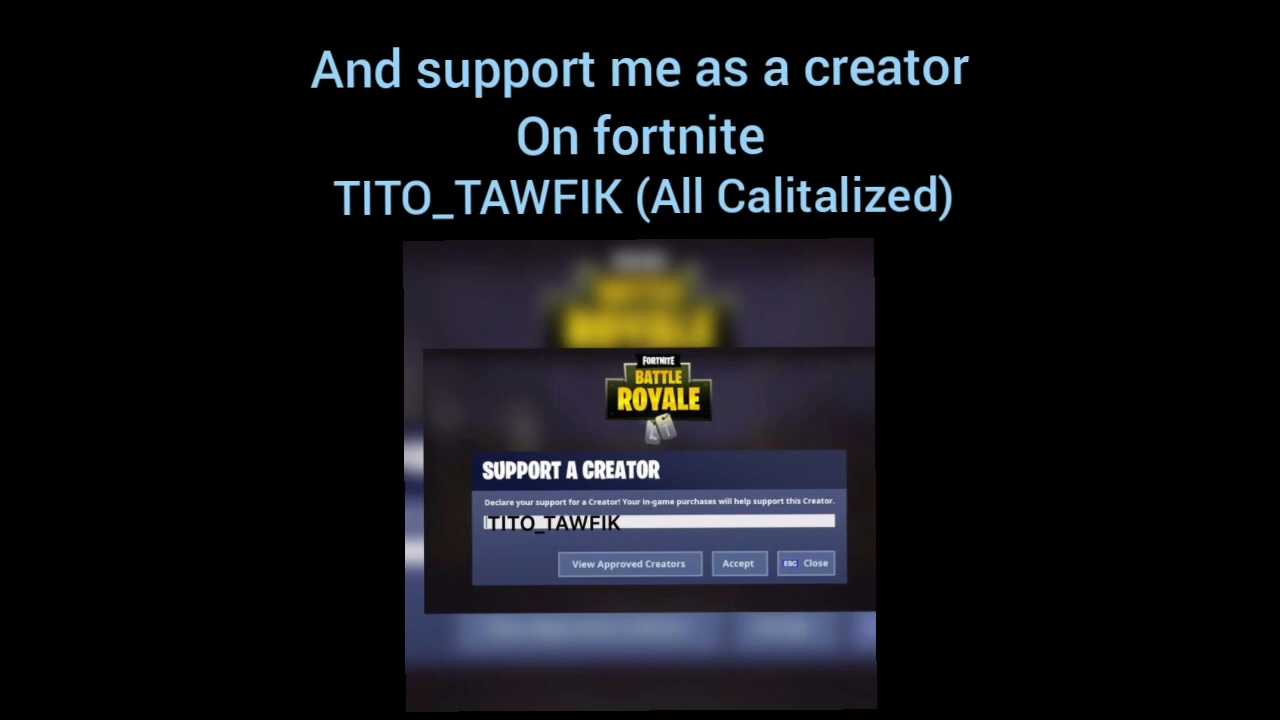 And support me as a creator
On fortnite
TITO_TAWFIK (All Calitalized)
ROYALE
FORTNITE
BATTLE
ROYALE
SUPPORT A CREATOR
Declare your support for a Creator! Your in-game purchases will help support this Creator.
TITO_TAWFIK
View Approved Creators Accept ESC Close